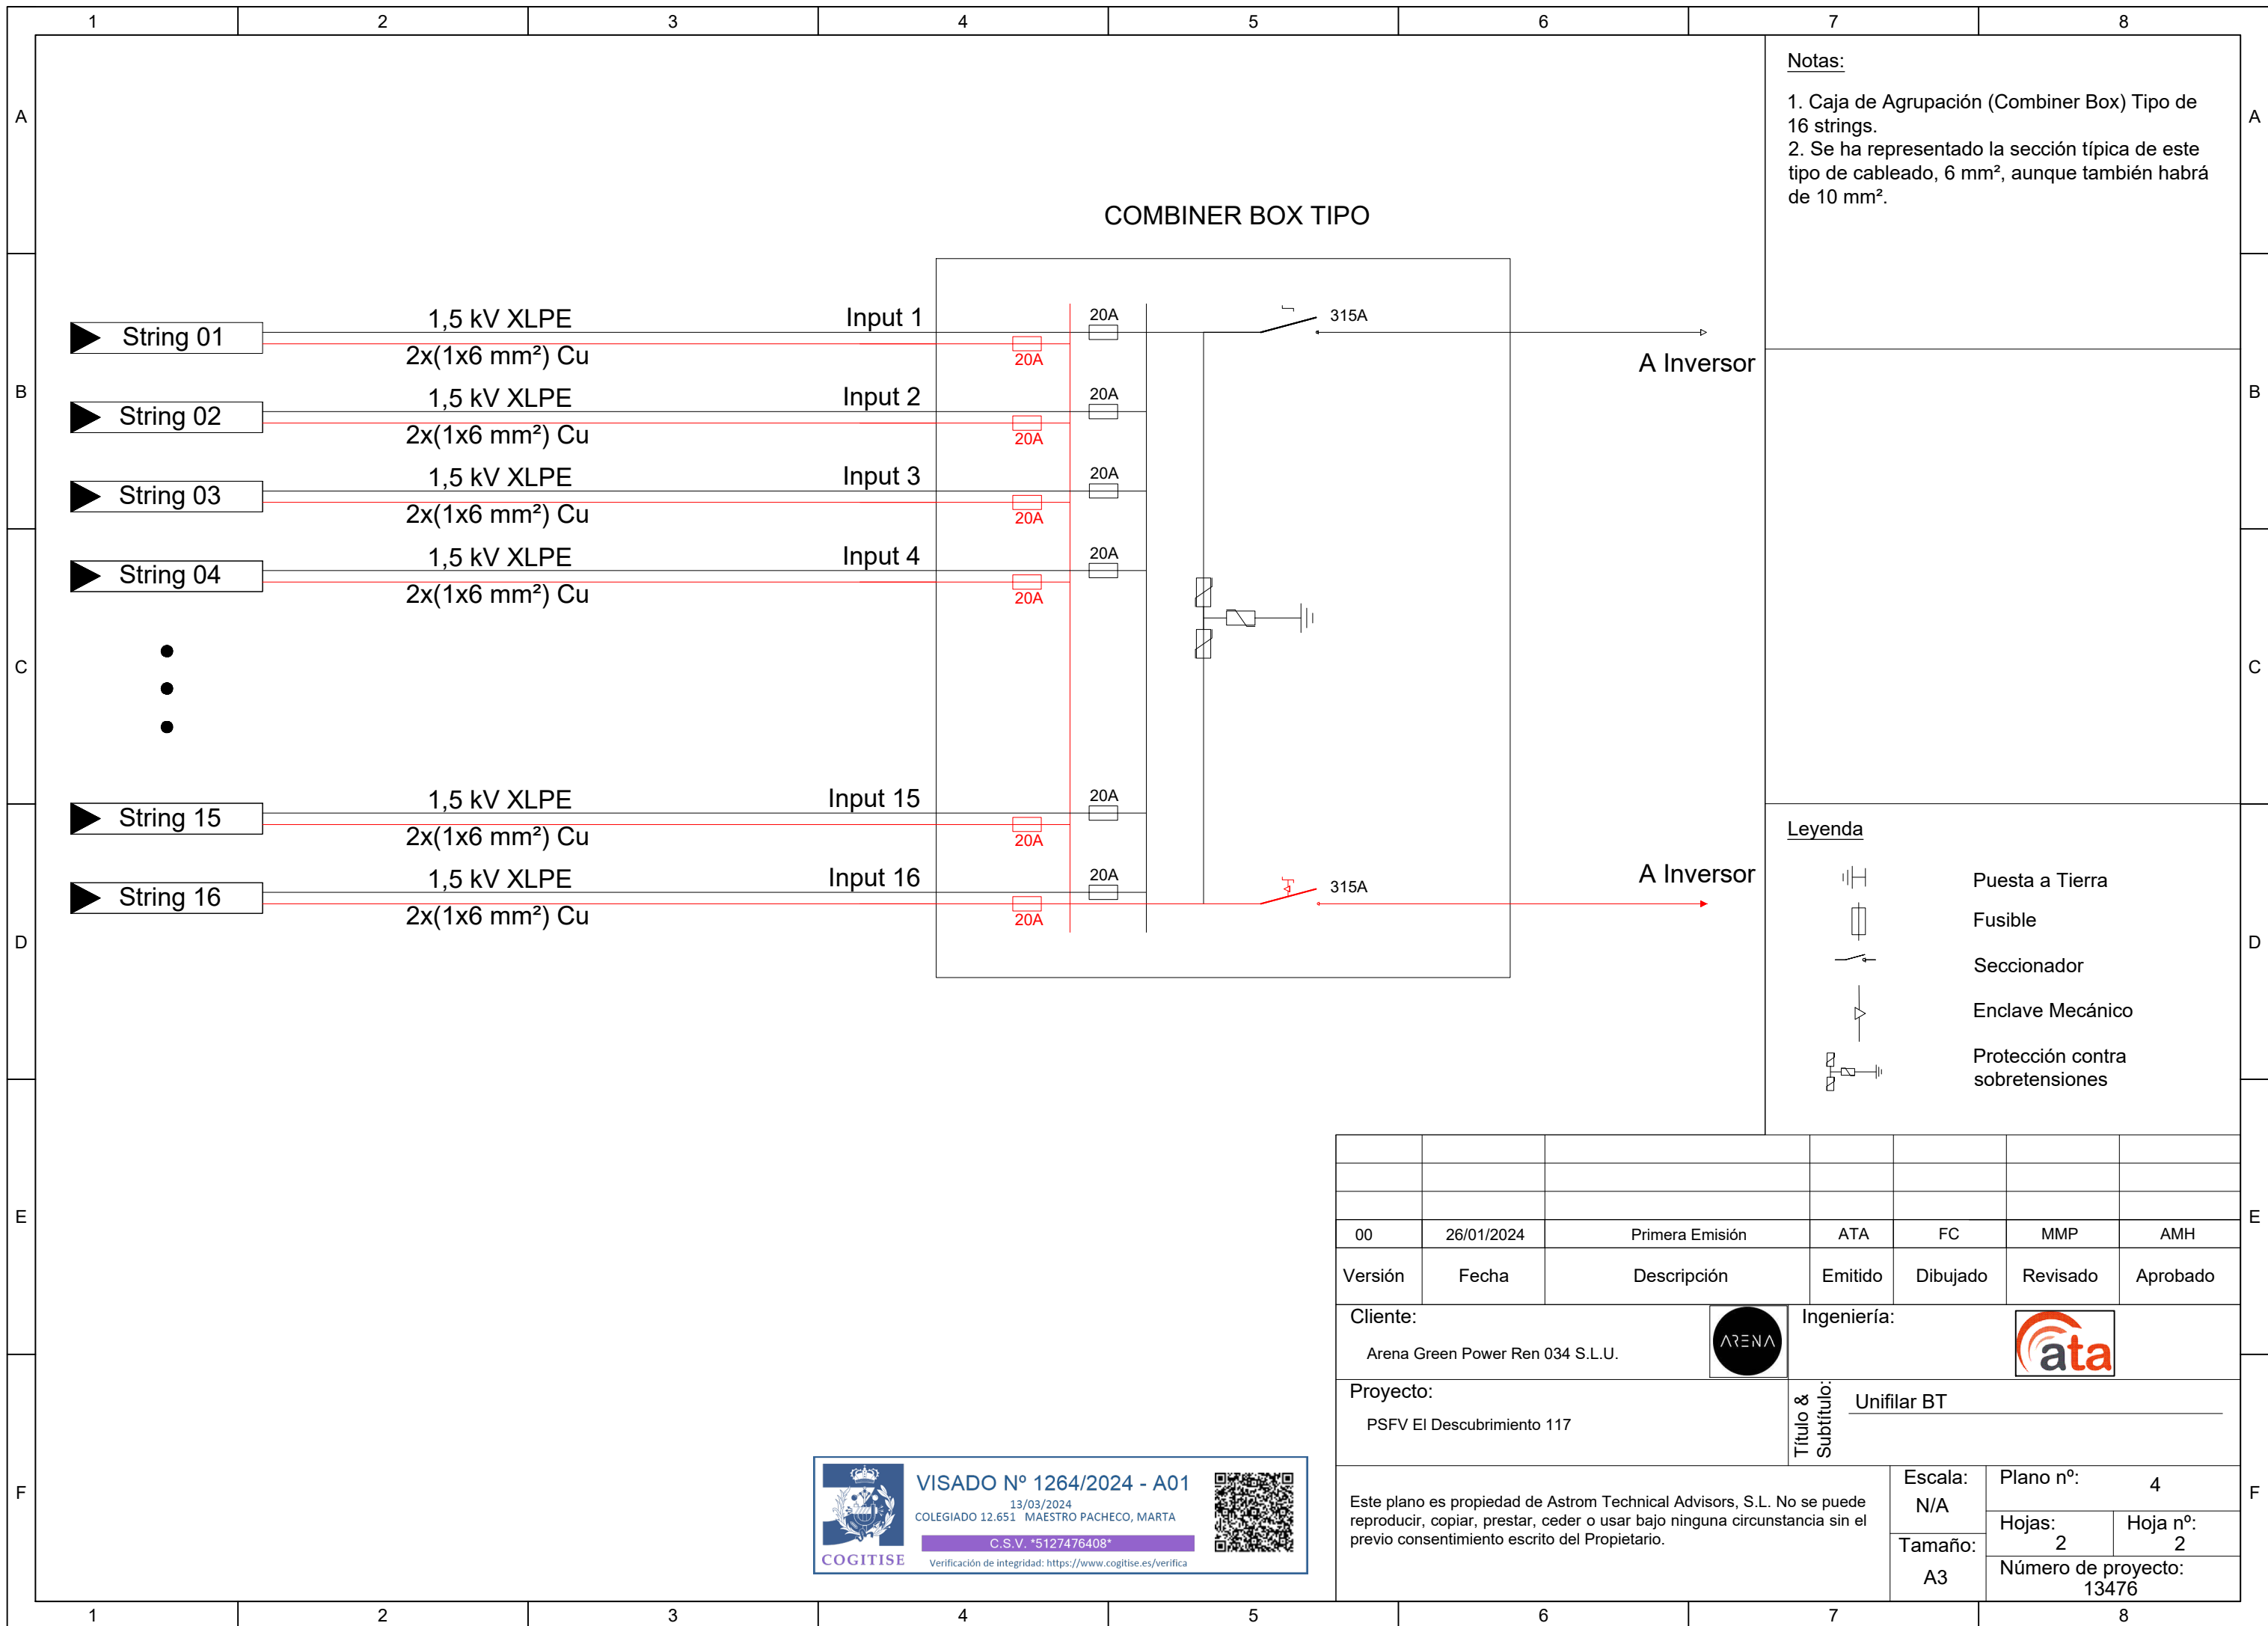 1 2 3 4 5 6 7 8
A
B
C
D
E
F
A
B
C
D
E
F
COMBINER BOX TIPO
String 01
1,5 kV XLPE
2x(1x6 mm²) Cu
Input 1
20A
20A
315A
A Inversor
String 02
1,5 kV XLPE
2x(1x6 mm²) Cu
Input 2
20A
20A
String 03
1,5 kV XLPE
2x(1x6 mm²) Cu
Input 3
20A
20A
String 04
1,5 kV XLPE
2x(1x6 mm²) Cu
Input 4
20A
20A
String 15
1,5 kV XLPE
2x(1x6 mm²) Cu
Input 15
20A
20A
String 16
1,5 kV XLPE
2x(1x6 mm²) Cu
Input 16
20A
20A
315A
A Inversor
Notas:
1. Caja de Agrupación (Combiner Box) Tipo de
16 strings.
2. Se ha representado la sección típica de este
tipo de cableado, 6 mm², aunque también habrá
de 10 mm².
Leyenda
Puesta a Tierra
Fusible
Seccionador
Enclave Mecánico
Protección contra
sobretensiones
00 26/01/2024 Primera Emisión ATA FC MMP AMH
Versión Fecha Descripción Emitido Dibujado Revisado Aprobado
Cliente:
Arena Green Power Ren 034 S.L.U.
ARENA
Ingeniería:
ata
Proyecto:
PSFV El Descubrimiento 117
Título &
Subtítulo:
Unifilar BT
Este plano es propiedad de Astrom Technical Advisors, S.L. No se puede
reproducir, copiar, prestar, ceder o usar bajo ninguna circunstancia sin el
previo consentimiento escrito del Propietario.
Escala:
N/A
Tamaño:
A3
Plano nº:
4
Hojas:
2
Hoja nº:
2
Número de proyecto:
13476
COGITISE
VISADO Nº 1264/2024 - A01
13/03/2024
COLEGIADO 12.651 MAESTRO PACHECO, MARTA
C.S.V. *5127476408*
Verificación de integridad: https://www.cogitise.es/verifica
1 2 3 4 5 6 7 8